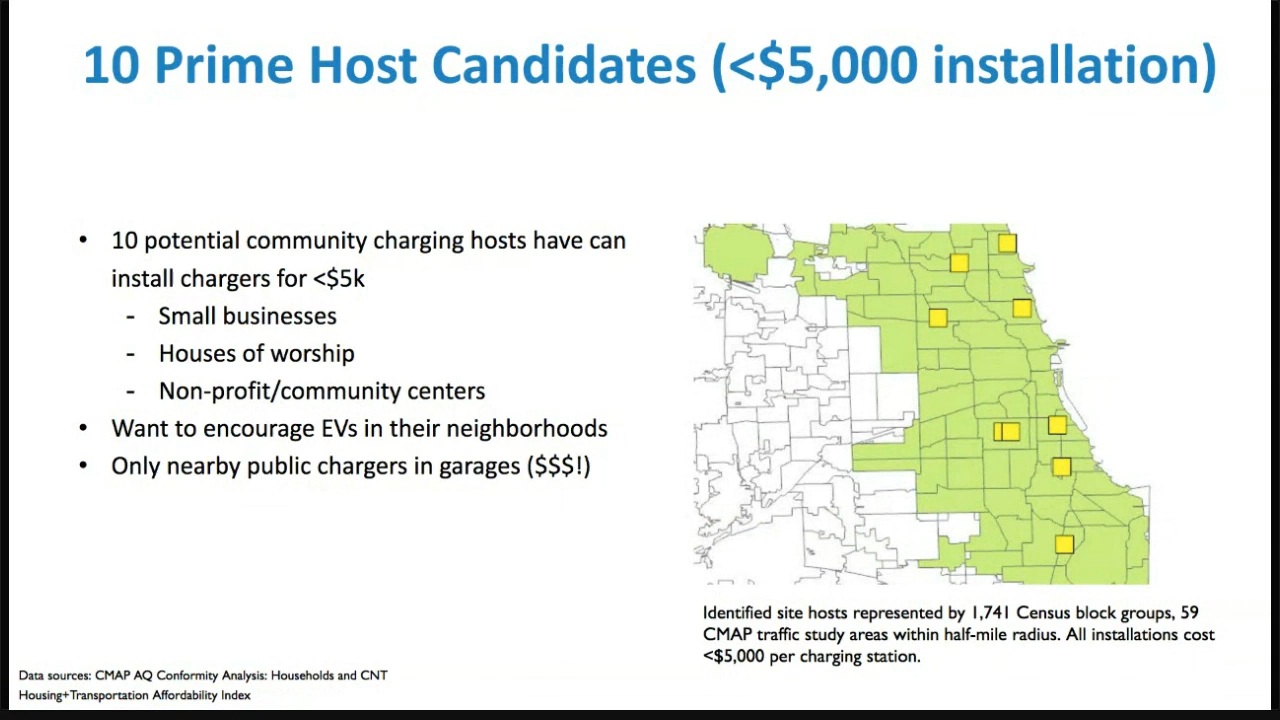 10 Prime Host Candidates (<$5,000 installation)
• 10 potential community charging hosts have can
install chargers for <$5k
- Small businesses
- Houses of worship
- Non-profit/community centers
• Want to encourage EVs in their neighborhoods
• Only nearby public chargers in garages ($$$!)
Identified site hosts represented by 1,741 Census block groups, 59
CMAP traffic study areas within half-mile radius. All installations cost
<$5,000 per charging station.
Data sources: CMAP AQ Conformity Analysis: Households and CNT
Housing+Transportation Affordability Index